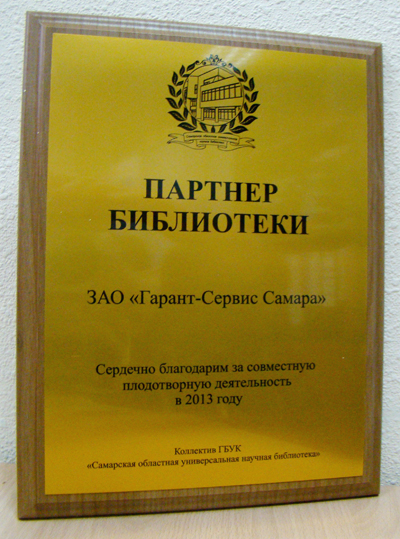 ПАРТНЕР
БИБЛИОТЕКИ
ЗАО «Гарант-Сервис Самара»
Сердечно благодарим за совместную
плодотворную деятельность
в 2013 году
Коллектив ГБУК
«Самарская областная универсальная научная библиотека»